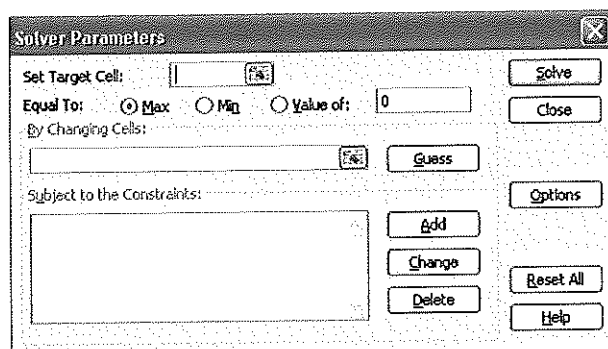 Solver Parameters
Set Target Cell:
Solve
Equal To: Max Min Value of: 0
Close
By Changing Cells:
Guess
Subject to the Constraints:
Options
Add
Change
Reset All
Delete
Help